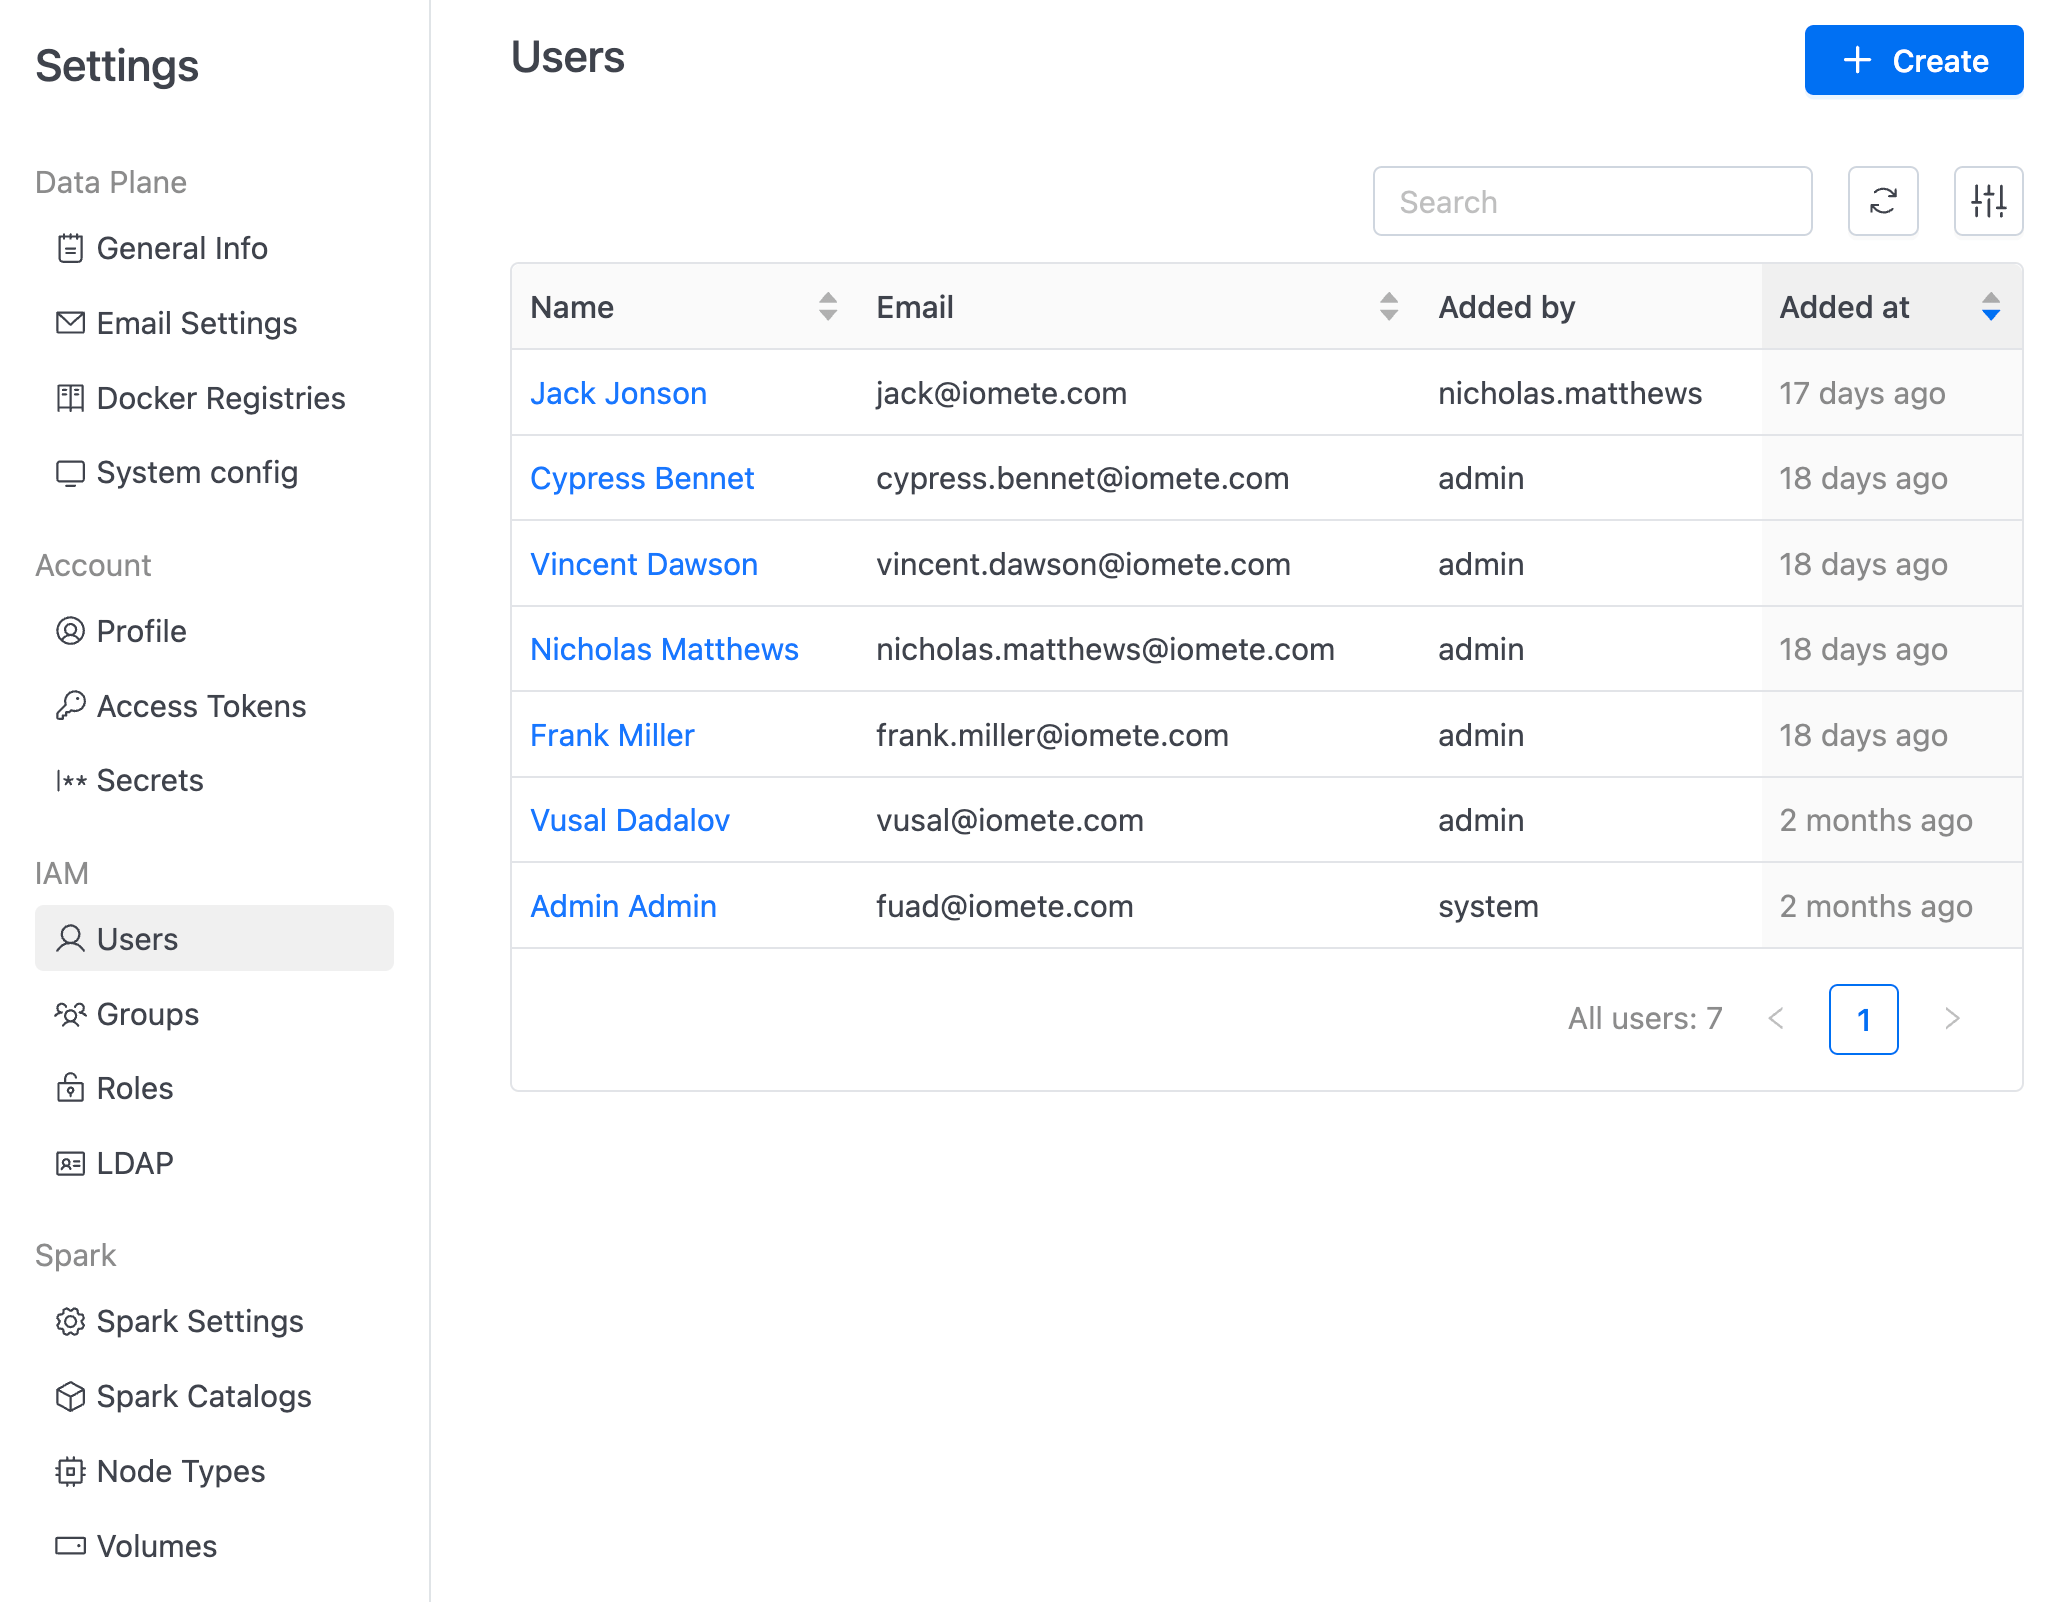 Settings
Data Plane
General Info
Email Settings
Docker Registries
System config
Account
Profile
Access Tokens
Secrets
IAM
Users
Groups
Roles
LDAP
Spark
Spark Settings
Spark Catalogs
Node Types
Volumes
Users
Create
Search
Name Email Added by Added at
Jack Jonson jack@iomete.com nicholas.matthews 17 days ago
Cypress Bennet cypress.bennet@iomete.com admin 18 days ago
Vincent Dawson vincent.dawson@iomete.com admin 18 days ago
Nicholas Matthews nicholas.matthews@iomete.com admin 18 days ago
Frank Miller frank.miller@iomete.com admin 18 days ago
Vusal Dadalov vusal@iomete.com admin 2 months ago
Admin Admin fuad@iomete.com system 2 months ago
All users: 7 < 1 >